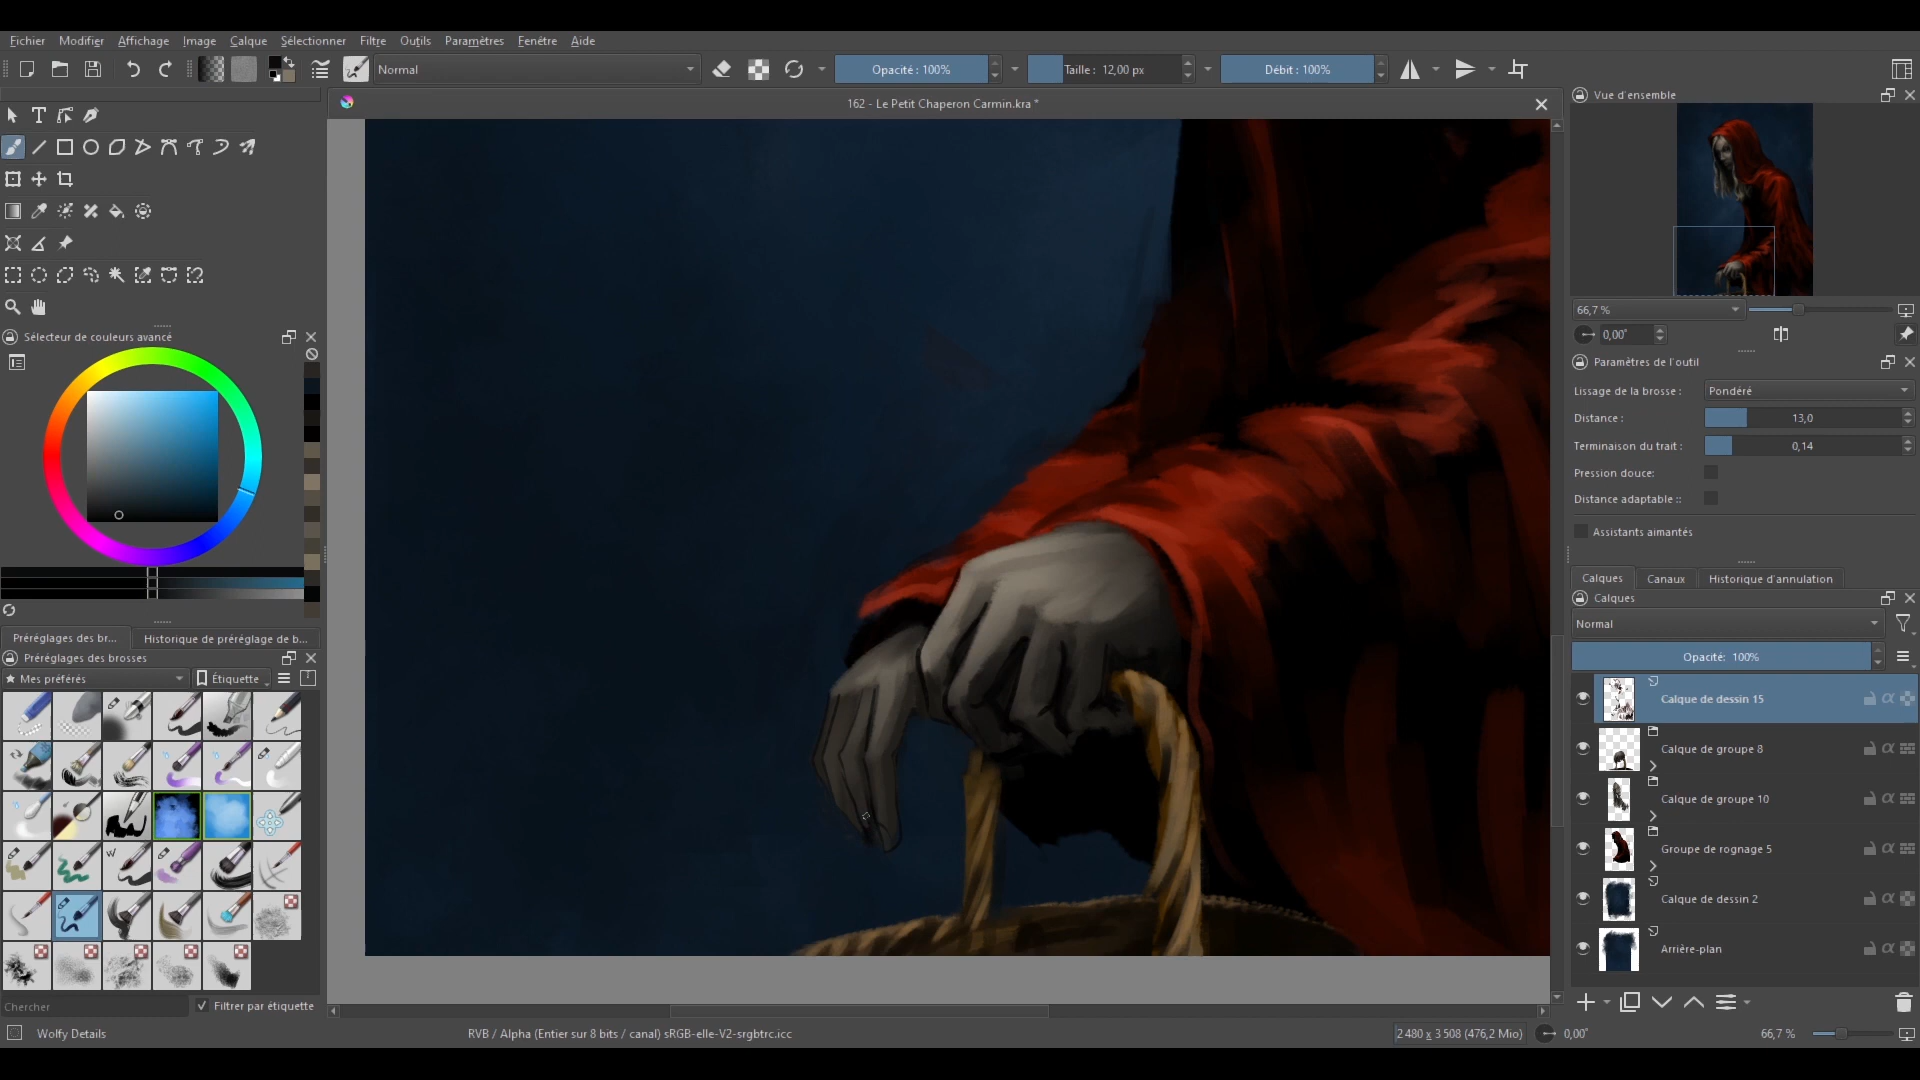 Fichier Modifier Affichage Image Calque Sélectionner Filtre Outils Paramètres Fenêtre Aide
Normal
Opacité : 100%
Taille : 12,00 px
Débit : 100%
162 - Le Petit Chaperon Carmin.kra *
Vue d'ensemble
66,7 %
0,00°
Paramètres de l'outil
Lissage de la brosse : Pondéré
Distance : 13,0
Terminaison du trait : 0,14
Pression douce:
Distance adaptable ::
Assistants aimantés
Calques Canaux Historique d'annulation
Calques
Normal
Opacité: 100%
Calque de dessin 15
Calque de groupe 8
Calque de groupe 10
Groupe de rognage 5
Calque de dessin 2
Arrière-plan
Sélecteur de couleurs avancé
Préréglages des br... Historique de préréglage de b...
Préréglages des brosses
Mes préférés Étiquette
Chercher Filtrer par étiquette
Wolfy Details
RVB / Alpha (Entier sur 8 bits / canal) sRGB-elle-V2-srgbtrc.icc
2 480 x 3 508 (476,2 Mio) 0,00° 66,7 %